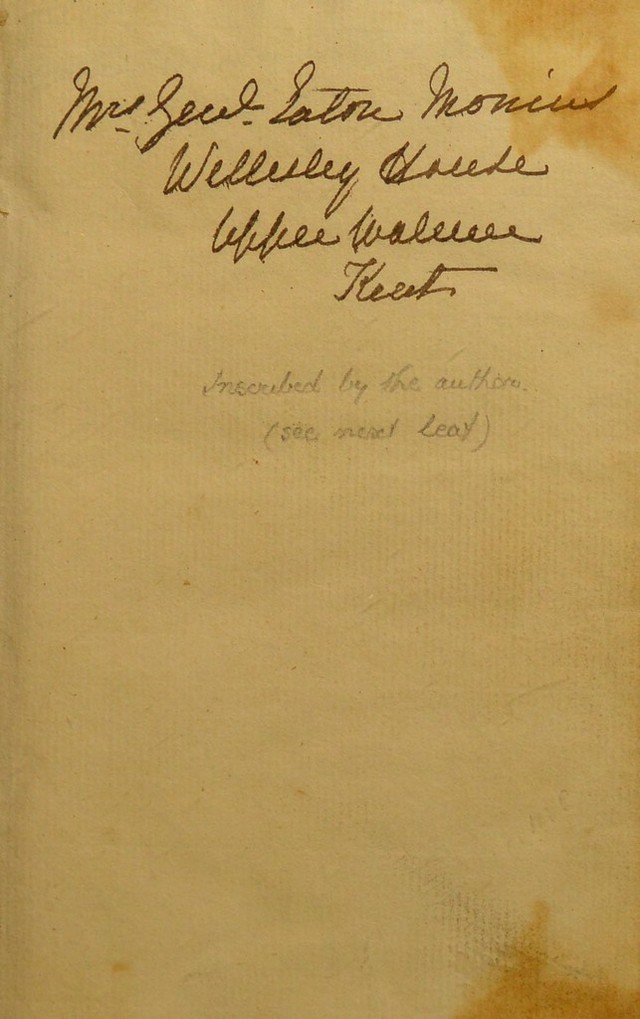 Mrs. Genl. Eaton Monins
Wellesley House
Upper Walmer
Kent
Inscribed by the author.
(see next leaf)